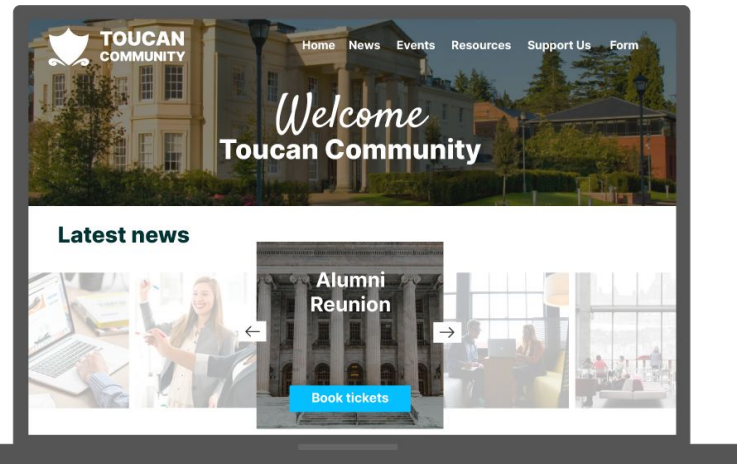 TOUCAN
COMMUNITY
Home News Events Resources Support Us Form
Welcome
Toucan Community
Latest news
Alumni
Reunion
Book tickets